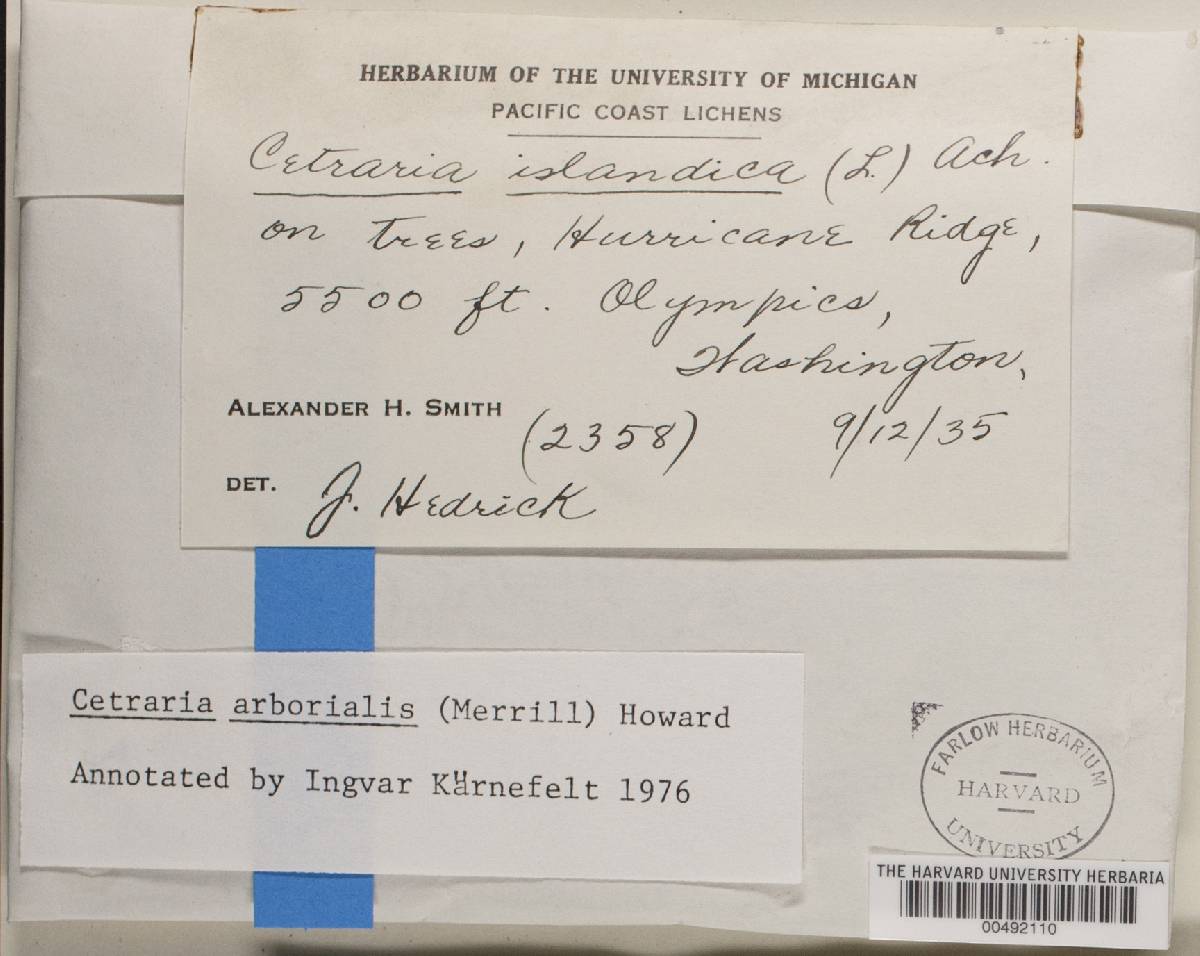 HERBARIUM OF THE UNIVERSITY OF MICHIGAN
PACIFIC COAST LICHENS
Cetraria islandica (L.) Ach.
on trees, Hurricane Ridge,
5500 ft. Olympics,
Washington,
ALEXANDER H. SMITH (2358) 9/12/35
DET. J. Hedrick
Cetraria arborialis (Merrill) Howard
Annotated by Ingvar Kärnefelt 1976
FARLOW HERBARIUM
HARVARD
UNIVERSITY
THE HARVARD UNIVERSITY HERBARIA
00492110